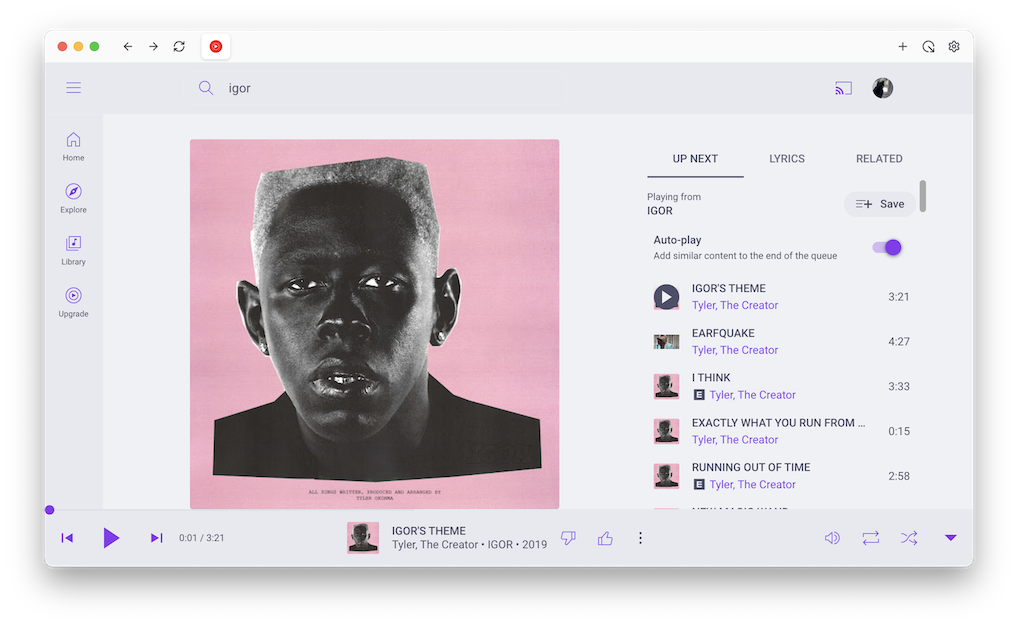 igor
Home
Explore
Library
Upgrade
ALL SONGS WRITTEN, PRODUCED AND ARRANGED BY
TYLER OKONMA
UP NEXT LYRICS RELATED
Playing from
IGOR
Save
Auto-play
Add similar content to the end of the queue
IGOR'S THEME
Tyler, The Creator
3:21
EARFQUAKE
Tyler, The Creator
4:27
I THINK
E Tyler, The Creator
3:33
EXACTLY WHAT YOU RUN FROM ...
Tyler, The Creator
0:15
RUNNING OUT OF TIME
E Tyler, The Creator
2:58
0:01 / 3:21
IGOR'S THEME
Tyler, The Creator • IGOR • 2019